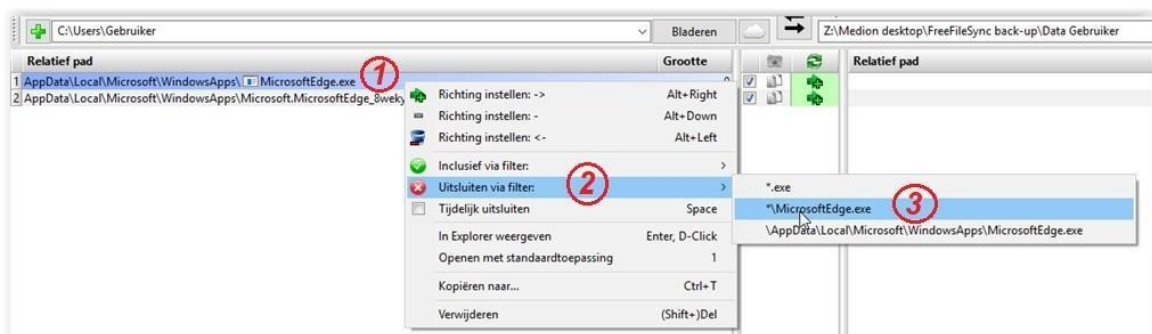 C:\Users\Gebruiker Bladeren Z:\Medion desktop\FreeFileSync back-up\Data Gebruiker
Relatief pad Grootte Relatief pad
1 AppData\Local\Microsoft\WindowsApps\ MicrosoftEdge.exe 1
2 AppData\Local\Microsoft\WindowsApps\Microsoft.MicrosoftEdge_8weky
Richting instellen: -> Alt+Right
Richting instellen: - Alt+Down
Richting instellen: <- Alt+Left
Inclusief via filter: >
Uitsluiten via filter: 2 >
*.exe
Tijdelijk uitsluiten Space
*\MicrosoftEdge.exe 3
In Explorer weergeven Enter, D-Click
\AppData\Local\Microsoft\WindowsApps\MicrosoftEdge.exe
Openen met standaardtoepassing 1
Kopiëren naar... Ctrl+T
Verwijderen (Shift+)Del